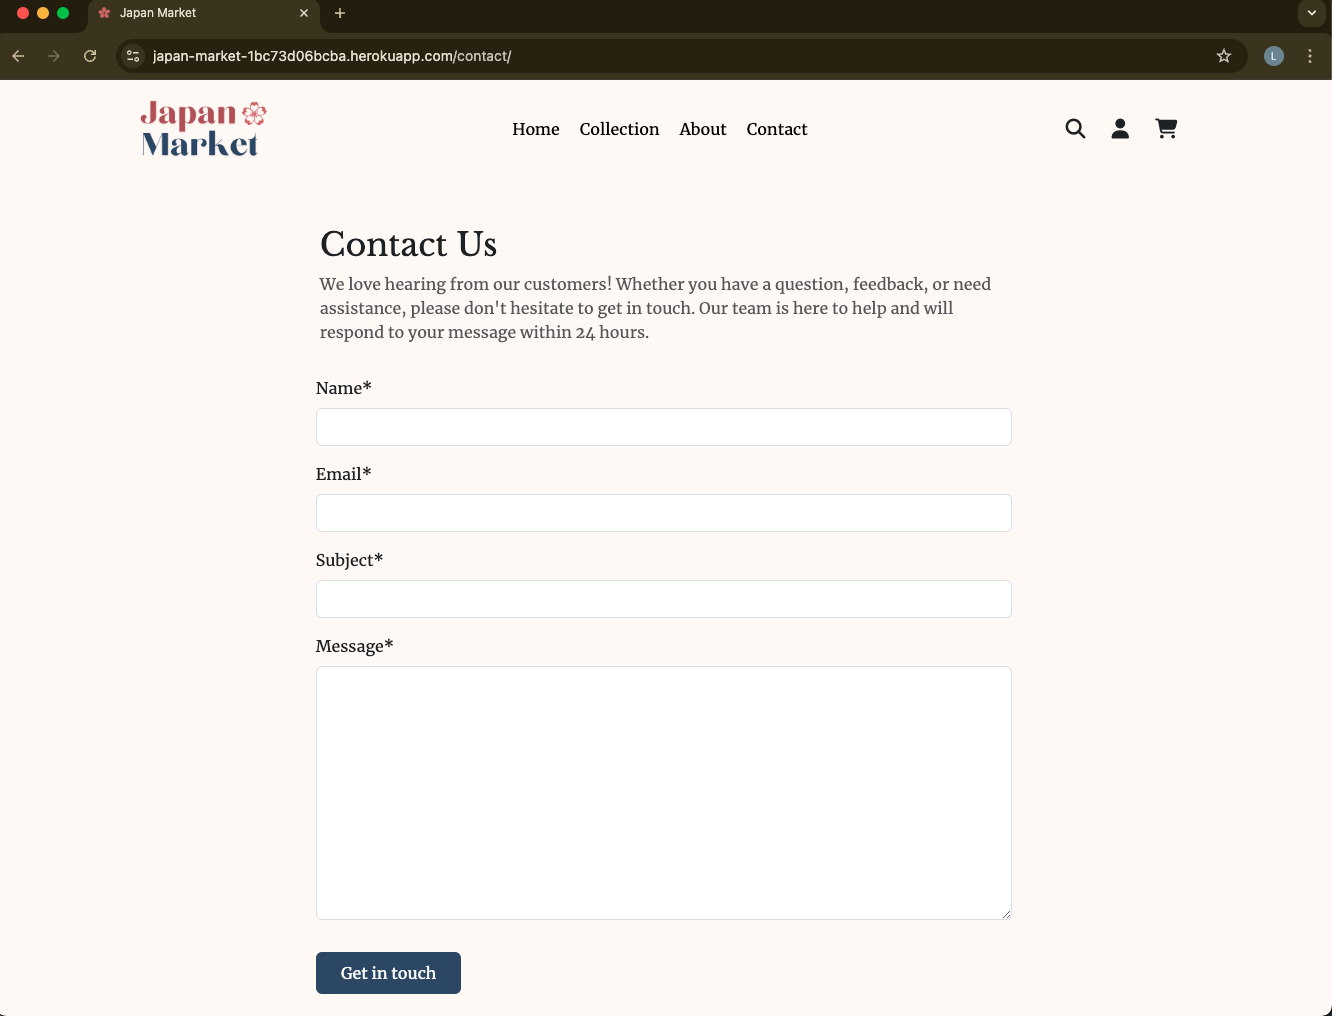 Japan Market
japan-market-1bc73d06bcba.herokuapp.com/contact/
L
Japan
Market
Home Collection About Contact
Contact Us
We love hearing from our customers! Whether you have a question, feedback, or need
assistance, please don't hesitate to get in touch. Our team is here to help and will
respond to your message within 24 hours.
Name*
Email*
Subject*
Message*
Get in touch